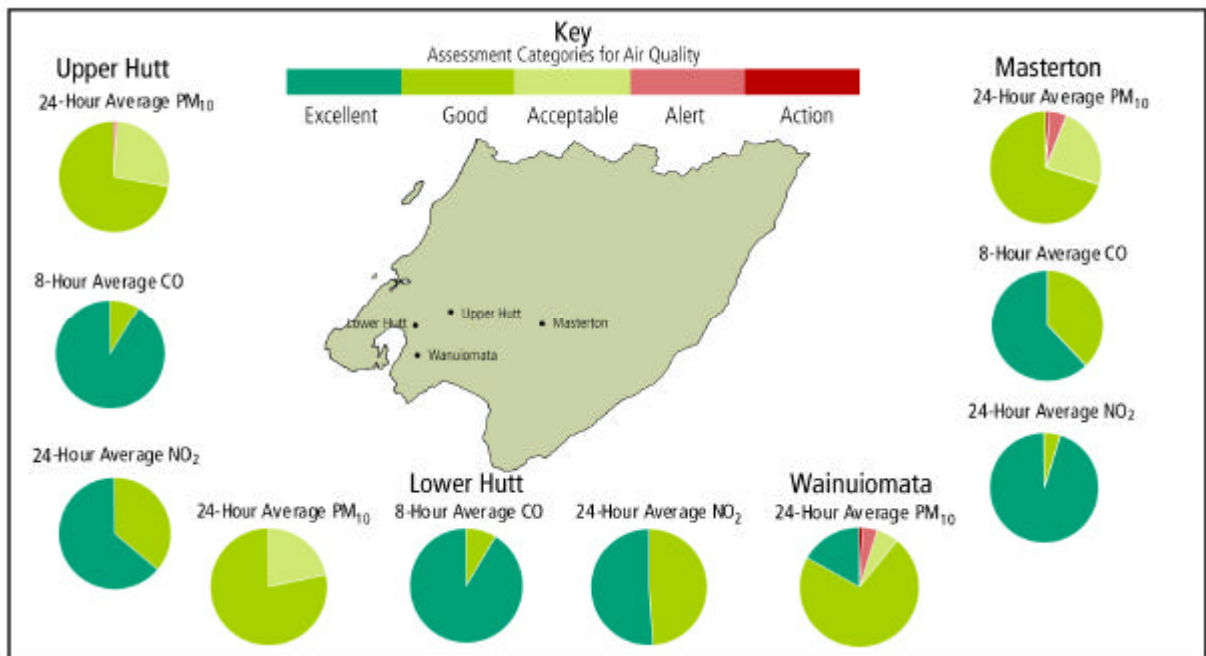 Key
Assessment Categories for Air Quality
Excellent Good Acceptable Alert Action
Upper Hutt
24-Hour Average PM10
8-Hour Average CO
24-Hour Average NO2
Masterton
24-Hour Average PM10
8-Hour Average CO
24-Hour Average NO2
Upper Hutt
Lower Hutt
Masterton
Wanuiomata
Lower Hutt
24-Hour Average PM10
8-Hour Average CO
24-Hour Average NO2
Wainuiomata
24-Hour Average PM10